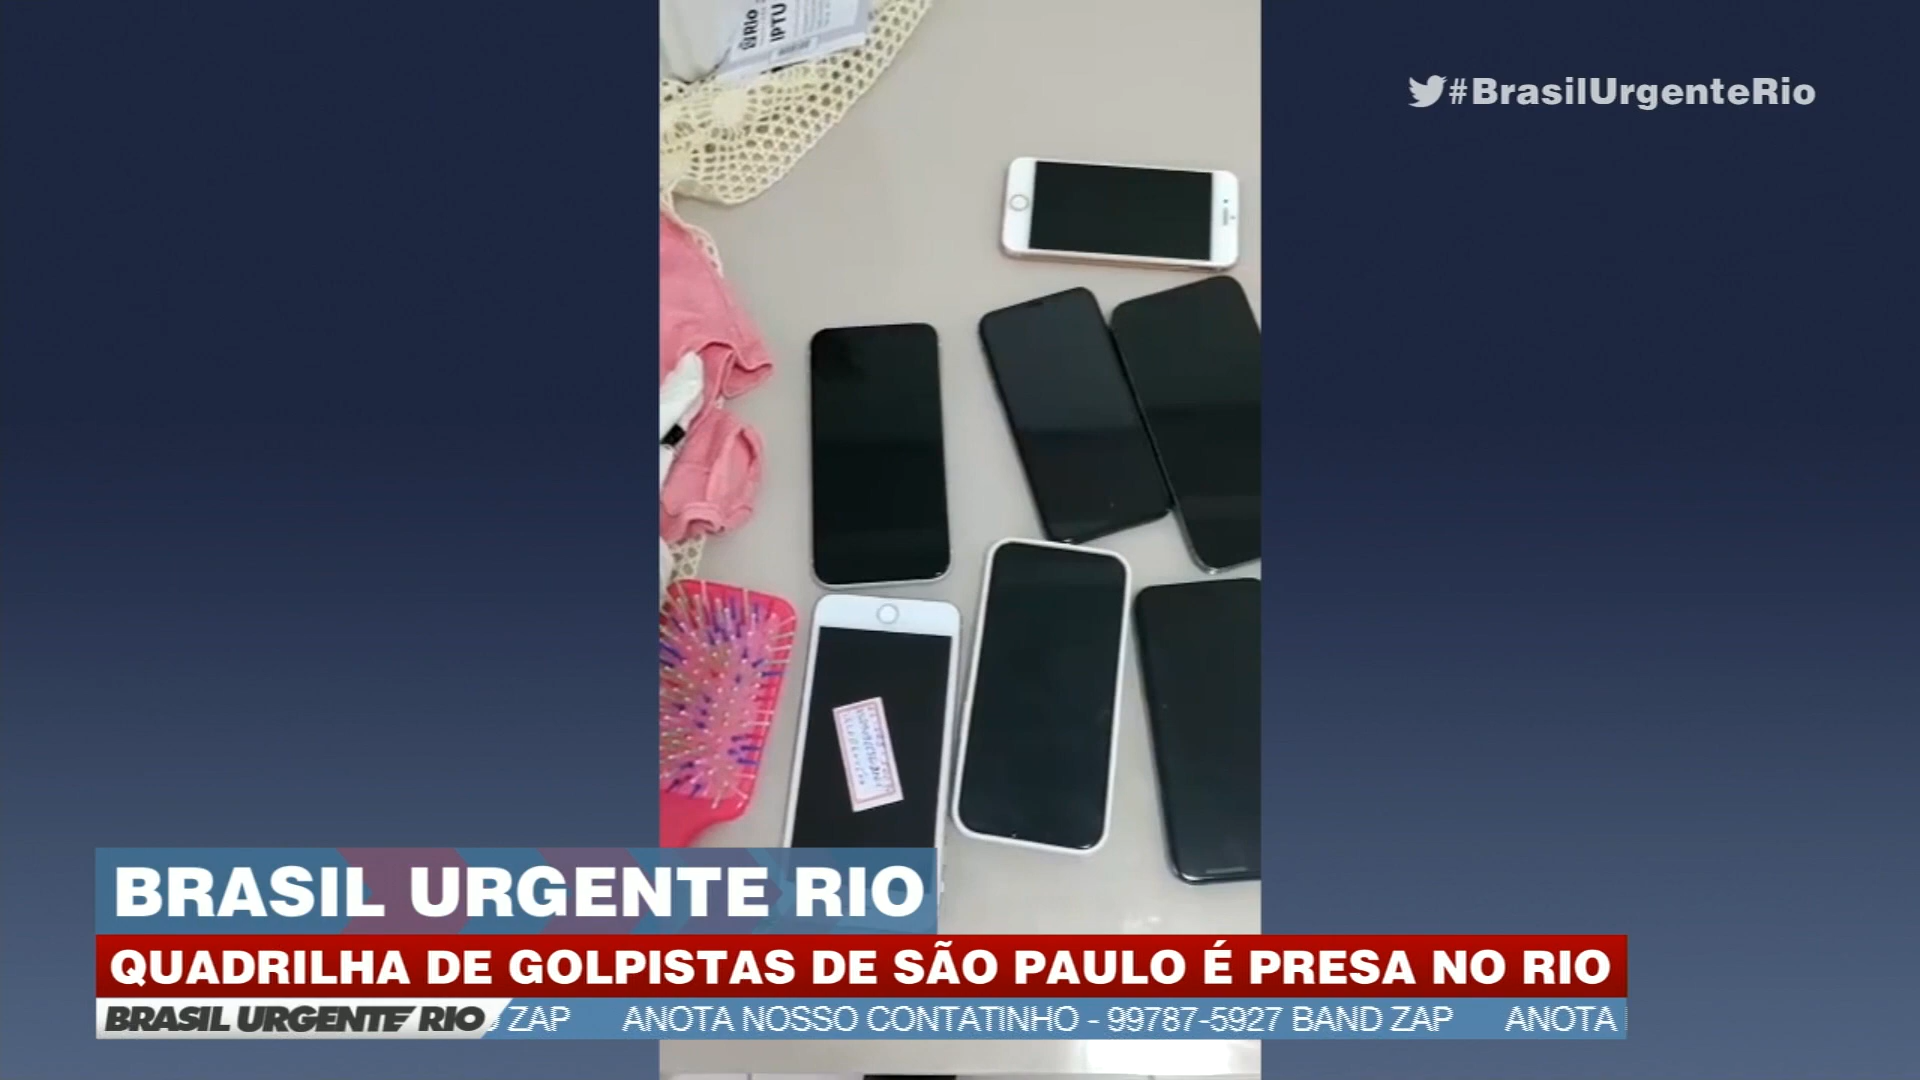 Rio
IPTU
#BrasilUrgenteRio
BRASIL URGENTE RIO
QUADRILHA DE GOLPISTAS DE SÃO PAULO É PRESA NO RIO
BRASIL URGENTE RIO ZAP ANOTA NOSSO CONTATINHO - 99787-5927 BAND ZAP ANOTA